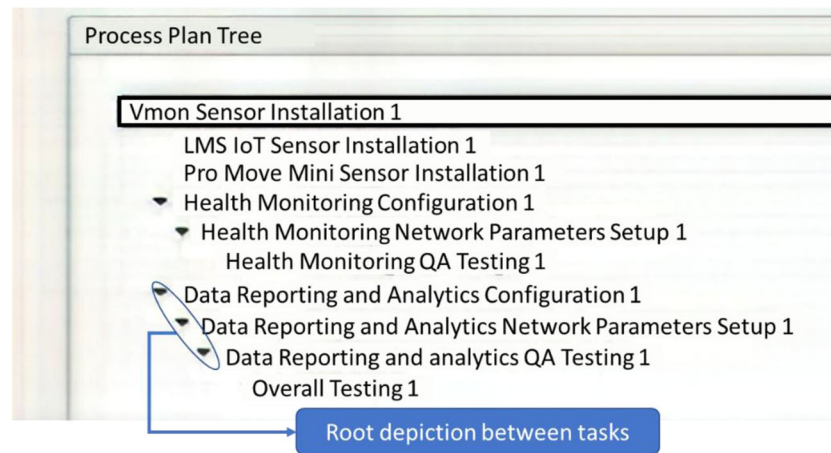 Process Plan Tree
Vmon Sensor Installation 1
LMS IoT Sensor Installation 1
Pro Move Mini Sensor Installation 1
Health Monitoring Configuration 1
Health Monitoring Network Parameters Setup 1
Health Monitoring QA Testing 1
Data Reporting and Analytics Configuration 1
Data Reporting and Analytics Network Parameters Setup 1
Data Reporting and analytics QA Testing 1
Overall Testing 1
Root depiction between tasks